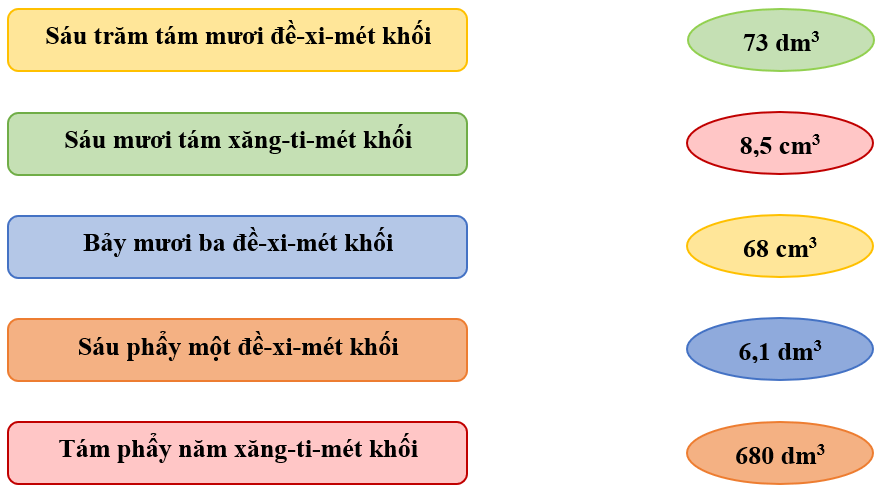 Sáu trăm tám mươi đề-xi-mét khối
73 dm³
Sáu mươi tám xăng-ti-mét khối
8,5 cm³
Bảy mươi ba đề-xi-mét khối
68 cm³
Sáu phẩy một đề-xi-mét khối
6,1 dm³
Tám phẩy năm xăng-ti-mét khối
680 dm³